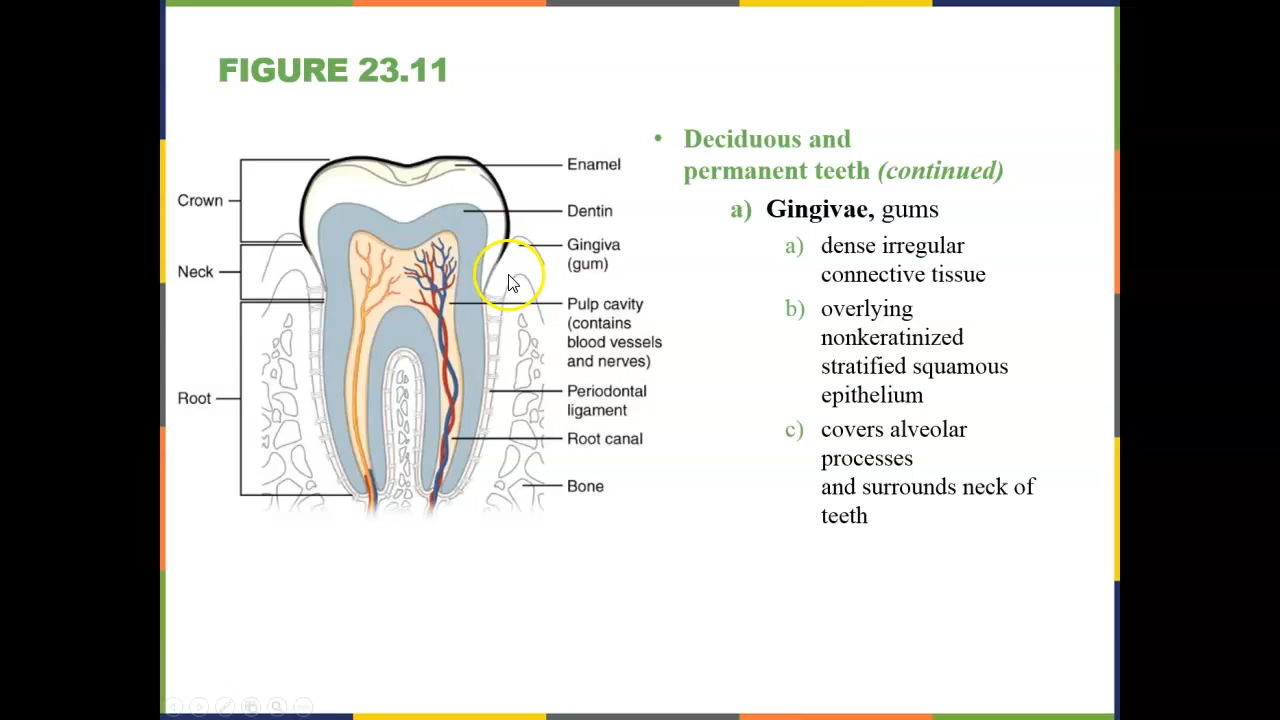 FIGURE 23.11
Crown
Neck
Root
Enamel
Dentin
Gingiva
(gum)
Pulp cavity
(contains
blood vessels
and nerves)
Periodontal
ligament
Root canal
Bone
• Deciduous and
permanent teeth (continued)
a) Gingivae, gums
a) dense irregular
connective tissue
b) overlying
nonkeratinized
stratified squamous
epithelium
c) covers alveolar
processes
and surrounds neck of
teeth